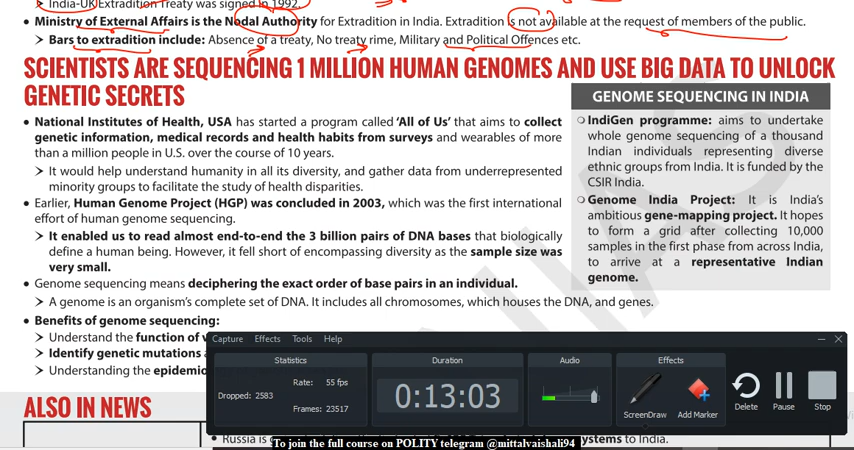 India-UK Extradition Treaty was signed in 1992.
• Ministry of External Affairs is the Nodal Authority for Extradition in India. Extradition is not available at the request of members of the public.
➤ Bars to extradition include: Absence of a treaty, No treaty rime, Military and Political Offences etc.
SCIENTISTS ARE SEQUENCING 1 MILLION HUMAN GENOMES AND USE BIG DATA TO UNLOCK
GENETIC SECRETS
• National Institutes of Health, USA has started a program called ‘All of Us’ that aims to collect
genetic information, medical records and health habits from surveys and wearables of more
than a million people in U.S. over the course of 10 years.
➤ It would help understand humanity in all its diversity, and gather data from underrepresented
minority groups to facilitate the study of health disparities.
• Earlier, Human Genome Project (HGP) was concluded in 2003, which was the first international
effort of human genome sequencing.
➤ It enabled us to read almost end-to-end the 3 billion pairs of DNA bases that biologically
define a human being. However, it fell short of encompassing diversity as the sample size was
very small.
• Genome sequencing means deciphering the exact order of base pairs in an individual.
➤ A genome is an organism’s complete set of DNA. It includes all chromosomes, which houses the DNA, and genes.
• Benefits of genome sequencing:
➤ Understand the function of
➤ Identify genetic mutations
➤ Understanding the
GENOME SEQUENCING IN INDIA
○ IndiGen programme: aims to undertake
whole genome sequencing of a thousand
Indian individuals representing diverse
ethnic groups from India. It is funded by the
CSIR India.
○ Genome India Project: It is India’s
ambitious gene-mapping project. It hopes
to form a grid after collecting 10,000
samples in the first phase from across India,
to arrive at a representative Indian
genome.
Capture Effects Tools Help
Statistics Duration Audio Effects
Dropped: 2583
Rate: 55 fps
Frames: 23517
0:13:03
ScreenDraw Add Marker Delete Pause Stop
ALSO IN NEWS
• Russia is
systems to India.
To join the full course on POLITY telegram @mittalvaishali94